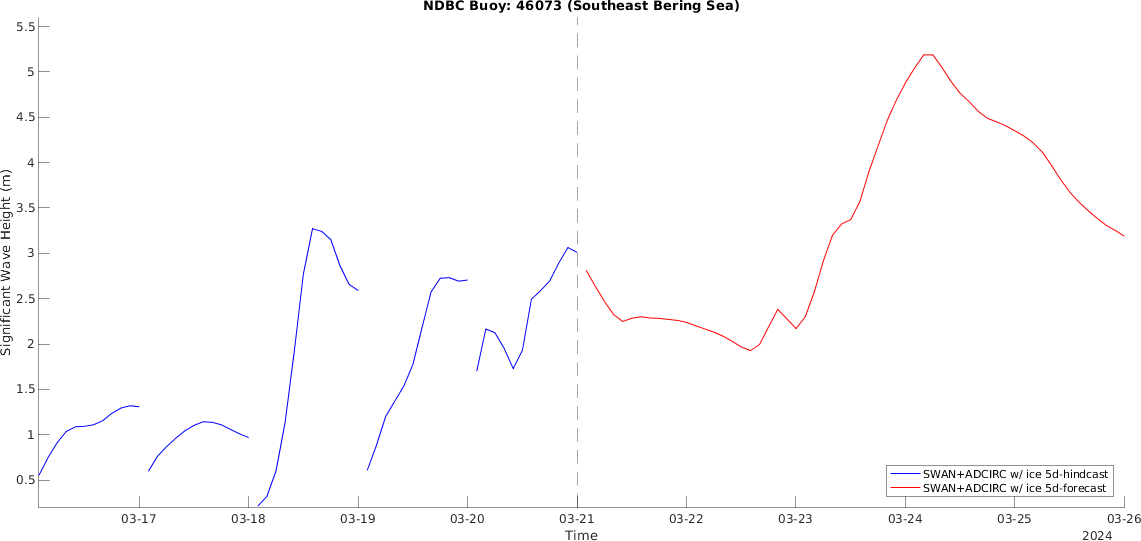 NDBC Buoy: 46073 (Southeast Bering Sea)
5.5
5
4.5
4
3.5
3
2.5
2
1.5
1
0.5
Significant Wave Height (m)
SWAN+ADCIRC w/ ice 5d-hindcast
SWAN+ADCIRC w/ ice 5d-forecast
03-17 03-18 03-19 03-20 03-21 03-22 03-23 03-24 03-25 03-26
Time
2024